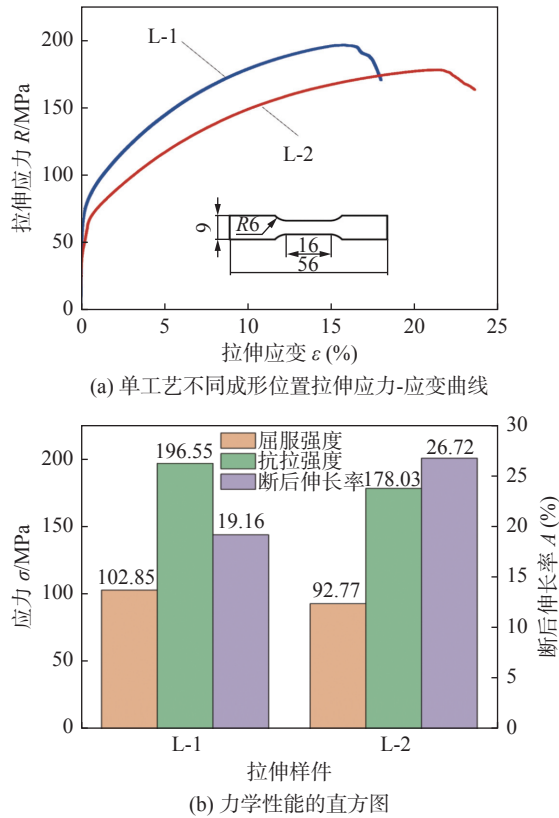 L-1
L-2
200
150
100
50
0
拉伸应力 R/MPa
9
R6
16
56
0
5
10
15
20
25
拉伸应变 ε (%)
(a) 单工艺不同成形位置拉伸应力-应变曲线
屈服强度
抗拉强度
断后伸长率
196.55
178.03
26.72
19.16
102.85
92.77
200
150
100
50
0
应力 σ/MPa
30
25
20
15
10
5
0
断后伸长率 A (%)
L-1
L-2
拉伸样件
(b) 力学性能的直方图